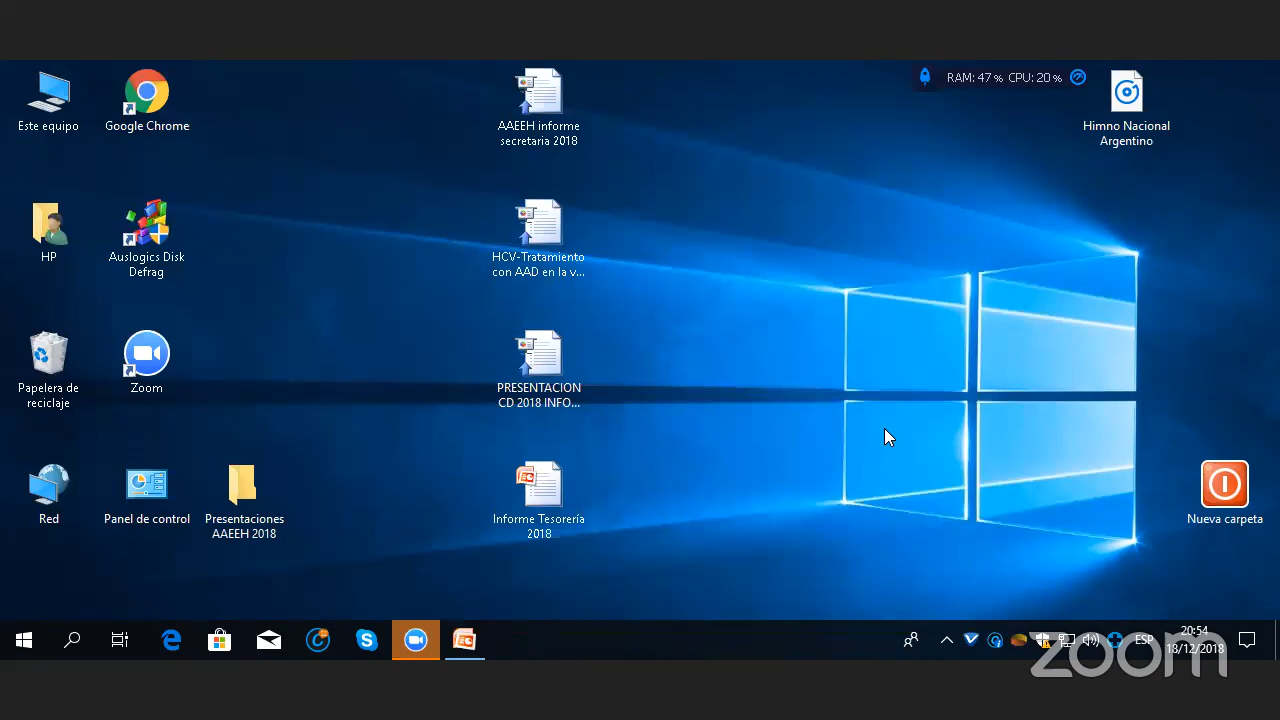 RAM: 37 % CPU: 20 %
Este equipo
Google Chrome
AAEEH informe
secretaria 2018
Himno Nacional
Argentino
HP
Auslogics Disk
Defrag
HCV-Tratamiento
con AAD en la v...
Papelera de
reciclaje
Zoom
PRESENTACION
CD 2018 INFO...
Red
Panel de control
Presentaciones
AAEEH 2018
Informe Tesorería
2018
Nueva carpeta
ESP
20:54
18/12/2018
zoom